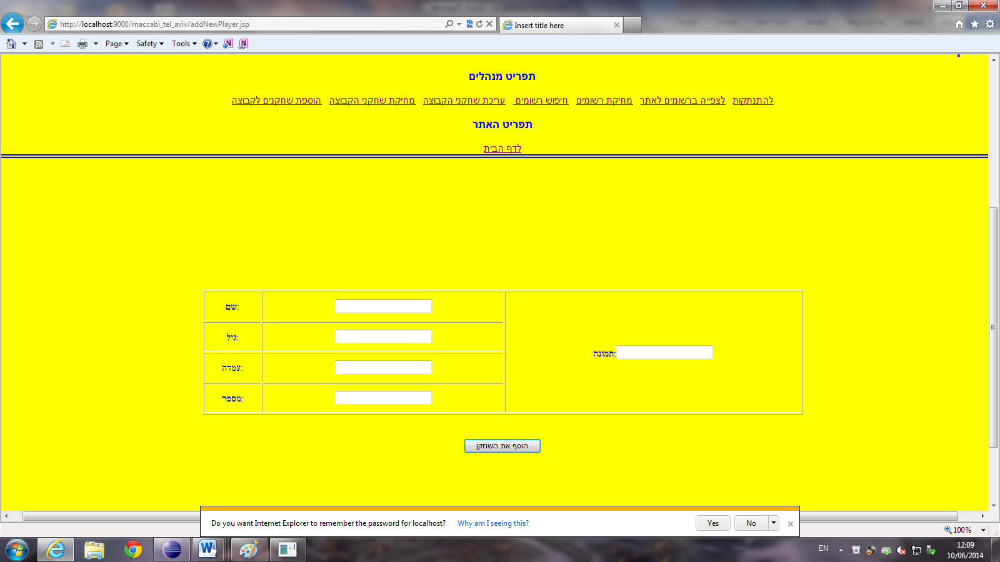 http://localhost:9000/maccabi_tel_aviv/addNewPlayer.jsp
Insert title here
Page Safety Tools
תפריט מנהלים
להתנתקות לצפייה ברשומים לאתר מחיקת רשומים חיפוש רשומים עריכת שחקני הקבוצה מחיקת שחקני הקבוצה הוספת שחקנים לקבוצה
תפריט האתר
לדף הבית
שם:
גיל:
תמונה:
עמדה:
מספר:
הוסף את השחקן
Do you want Internet Explorer to remember the password for localhost? Why am I seeing this? Yes No
100%
EN
12:09
10/06/2014